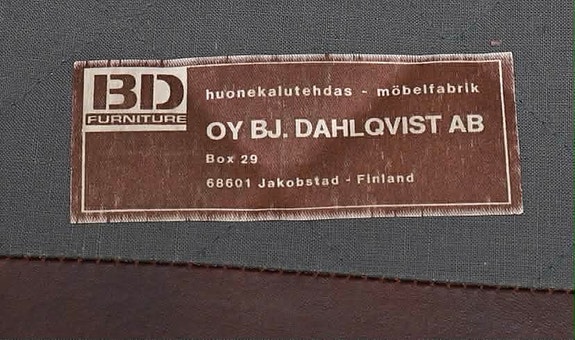 BD
FURNITURE
huonekalutehdas - möbelfabrik
OY BJ. DAHLQVIST AB
Box 29
68601 Jakobstad - Finland